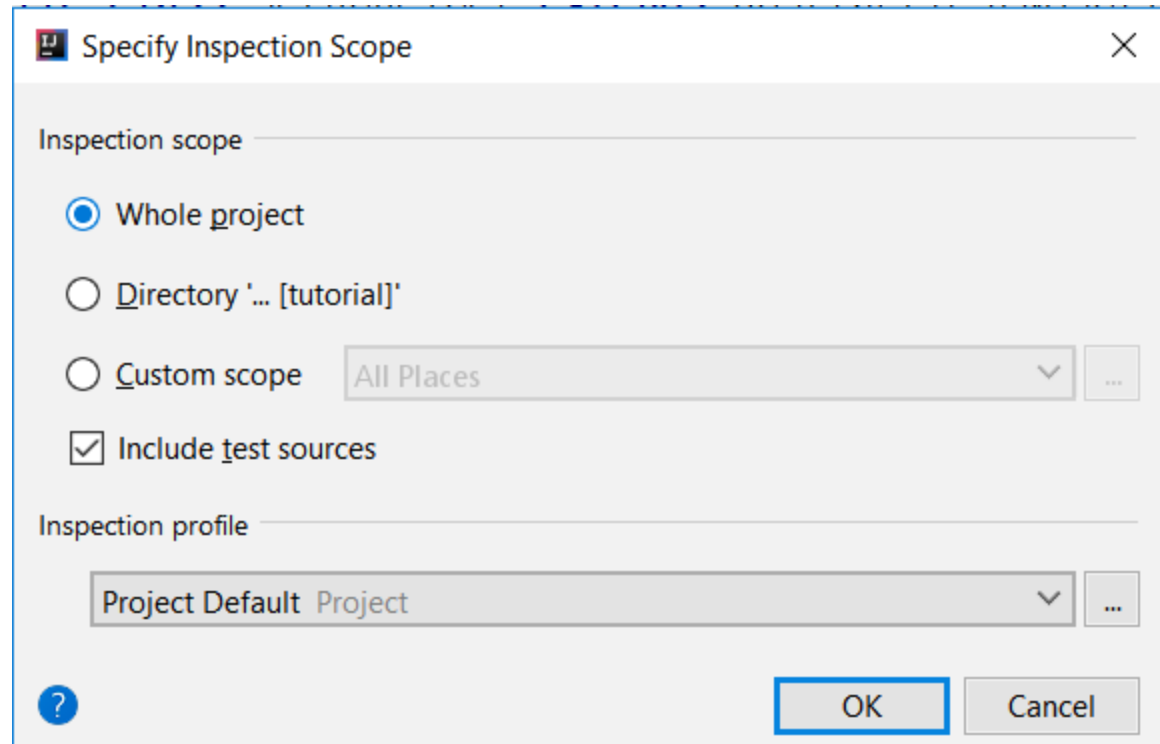 Specify Inspection Scope
Inspection scope
Whole project
Directory '... [tutorial]'
Custom scope All Places ...
Include test sources
Inspection profile
Project Default Project ...
? OK Cancel